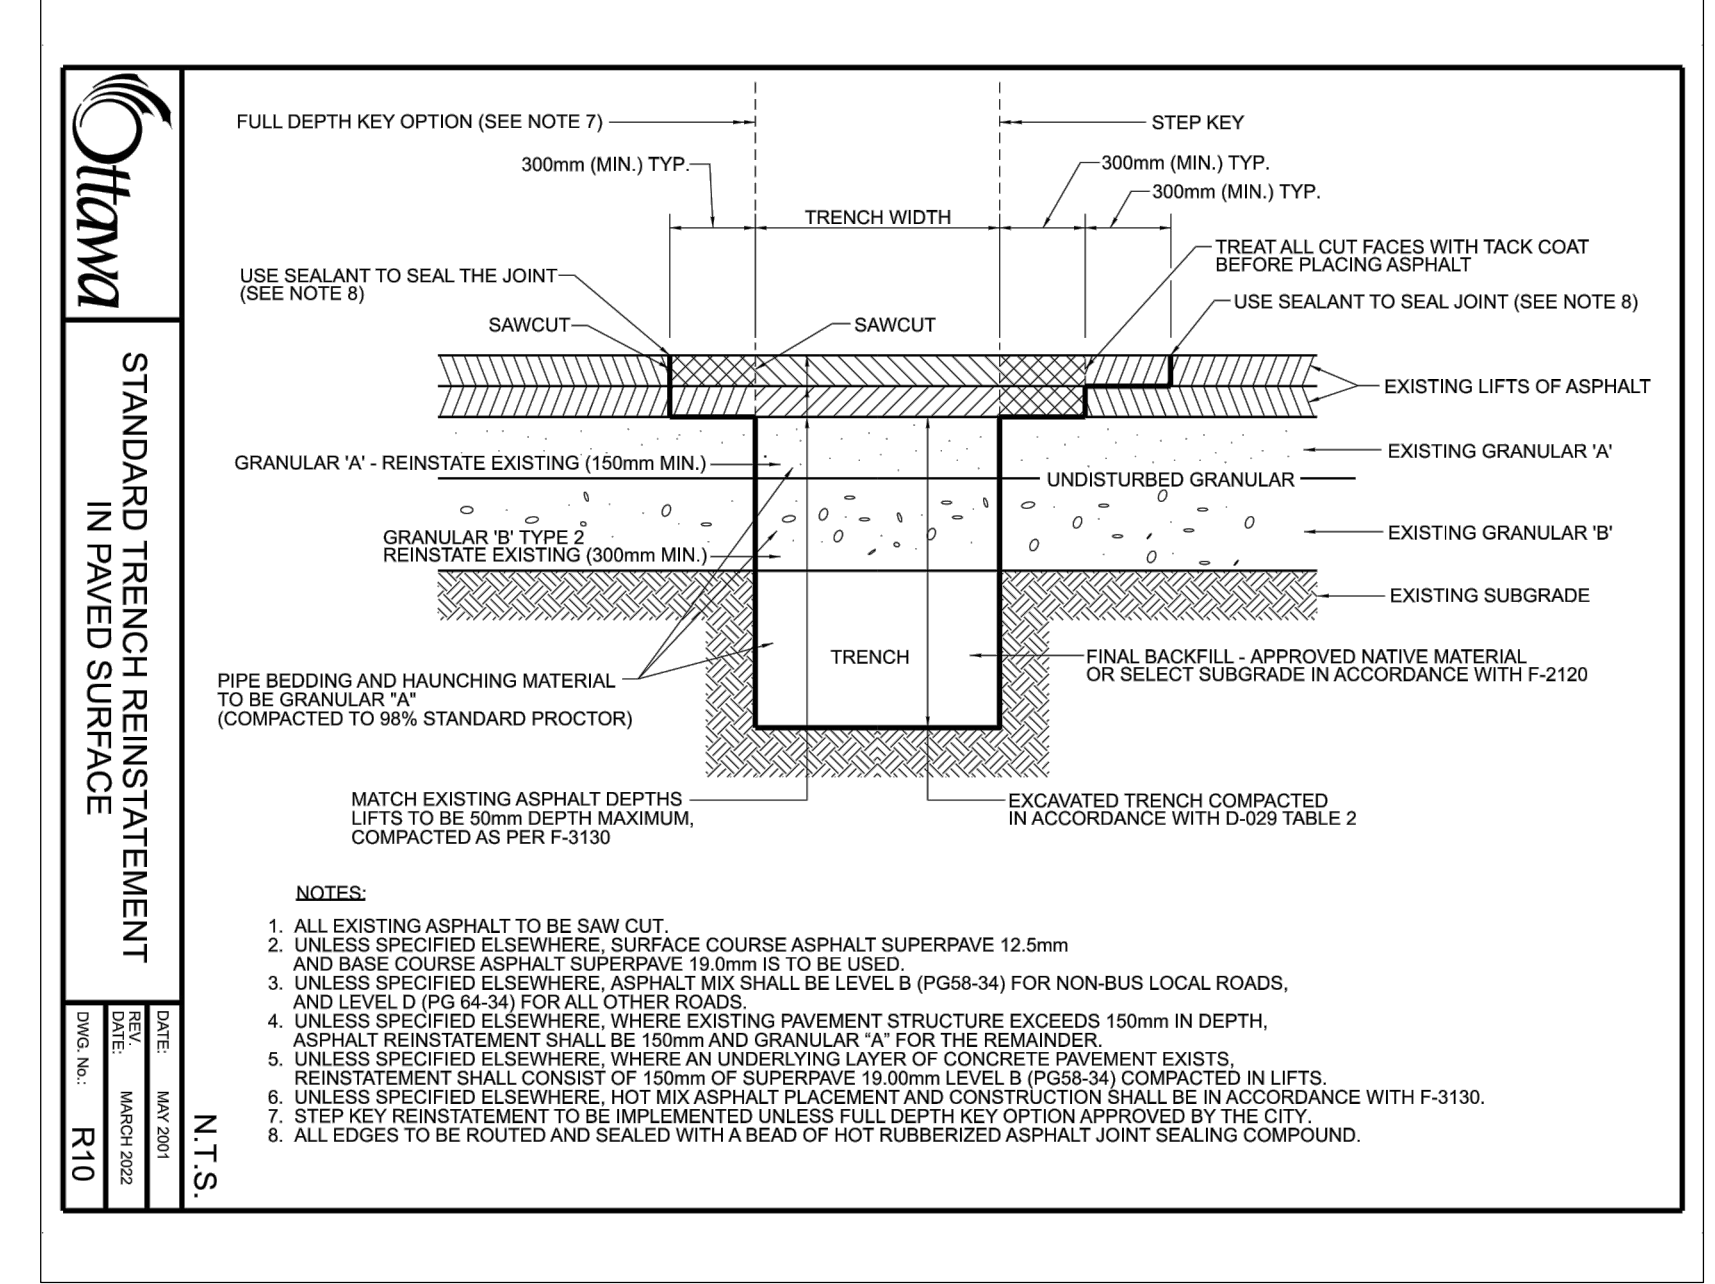 Ottawa
STANDARD TRENCH REINSTATEMENT
IN PAVED SURFACE
DATE: MAY 2001
REV.
DATE: MARCH 2022
DWG. No.: R10
N.T.S.
FULL DEPTH KEY OPTION (SEE NOTE 7)
STEP KEY
300mm (MIN.) TYP.
300mm (MIN.) TYP.
300mm (MIN.) TYP.
TRENCH WIDTH
TREAT ALL CUT FACES WITH TACK COAT
BEFORE PLACING ASPHALT
USE SEALANT TO SEAL THE JOINT
(SEE NOTE 8)
USE SEALANT TO SEAL JOINT (SEE NOTE 8)
SAWCUT
SAWCUT
EXISTING LIFTS OF ASPHALT
GRANULAR 'A' - REINSTATE EXISTING (150mm MIN.)
EXISTING GRANULAR 'A'
UNDISTURBED GRANULAR
GRANULAR 'B' TYPE 2
REINSTATE EXISTING (300mm MIN.)
EXISTING GRANULAR 'B'
EXISTING SUBGRADE
TRENCH
FINAL BACKFILL - APPROVED NATIVE MATERIAL
OR SELECT SUBGRADE IN ACCORDANCE WITH F-2120
PIPE BEDDING AND HAUNCHING MATERIAL
TO BE GRANULAR "A"
(COMPACTED TO 98% STANDARD PROCTOR)
MATCH EXISTING ASPHALT DEPTHS
LIFTS TO BE 50mm DEPTH MAXIMUM,
COMPACTED AS PER F-3130
EXCAVATED TRENCH COMPACTED
IN ACCORDANCE WITH D-029 TABLE 2
NOTES:
1. ALL EXISTING ASPHALT TO BE SAW CUT.
2. UNLESS SPECIFIED ELSEWHERE, SURFACE COURSE ASPHALT SUPERPAVE 12.5mm
AND BASE COURSE ASPHALT SUPERPAVE 19.0mm IS TO BE USED.
3. UNLESS SPECIFIED ELSEWHERE, ASPHALT MIX SHALL BE LEVEL B (PG58-34) FOR NON-BUS LOCAL ROADS,
AND LEVEL D (PG 64-34) FOR ALL OTHER ROADS.
4. UNLESS SPECIFIED ELSEWHERE, WHERE EXISTING PAVEMENT STRUCTURE EXCEEDS 150mm IN DEPTH,
ASPHALT REINSTATEMENT SHALL BE 150mm AND GRANULAR “A” FOR THE REMAINDER.
5. UNLESS SPECIFIED ELSEWHERE, WHERE AN UNDERLYING LAYER OF CONCRETE PAVEMENT EXISTS,
REINSTATEMENT SHALL CONSIST OF 150mm OF SUPERPAVE 19.00mm LEVEL B (PG58-34) COMPACTED IN LIFTS.
6. UNLESS SPECIFIED ELSEWHERE, HOT MIX ASPHALT PLACEMENT AND CONSTRUCTION SHALL BE IN ACCORDANCE WITH F-3130.
7. STEP KEY REINSTATEMENT TO BE IMPLEMENTED UNLESS FULL DEPTH KEY OPTION APPROVED BY THE CITY.
8. ALL EDGES TO BE ROUTED AND SEALED WITH A BEAD OF HOT RUBBERIZED ASPHALT JOINT SEALING COMPOUND.